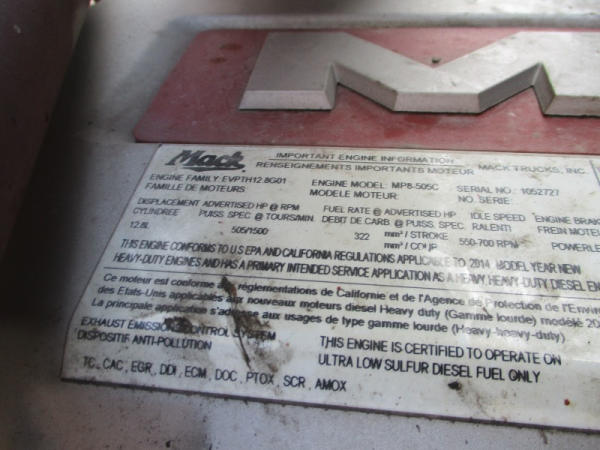 M
Mack
IMPORTANT ENGINE INFORMATION
RENSEIGNEMENTS IMPORTANTS MOTEUR MACK TRUCKS, INC.
ENGINE FAMILY: EVPTH12.8G01 ENGINE MODEL: MP8-505C SERIAL NO.: 1052727
FAMILLE DE MOTEURS MODELE MOTEUR: NO. SERIE:
DISPLACEMENT ADVERTISED HP @ RPM FUEL RATE @ ADVERTISED HP IDLE SPEED ENGINE BRAKE
CYLINDREE PUISS. SPEC @ TOURS/MIN. DEBIT DE CARB @ PUISS. SPEC RALENTI FREIN MOTEUR
12.8L 505/1500 322 mm³ / STROKE 550-700 RPM POWERLE
mm³ / COUP
THIS ENGINE CONFORMS TO U S EPA AND CALIFORNIA REGULATIONS APPLICABLE TO 2014 MODEL YEAR NEW
HEAVY-DUTY ENGINES AND HAS A PRIMARY INTENDED SERVICE APPLICATION AS A HEAVY, HEAVY-DUTY DIESEL EN
Ce moteur est conforme aux réglementations de Californie et de l'Agence de Protection de l'Environ
des Etats-Unis applicables aux nouveaux moteurs diesel Heavy duty (Gamme lourde) modèle 20
La principale application s'adresse aux usages de type gamme lourde (Heavy-heavy-duty)
EXHAUST EMISSIONS CONTROL SYSTEM
DISPOSITIF ANTI-POLLUTION
THIS ENGINE IS CERTIFIED TO OPERATE ON
ULTRA LOW SULFUR DIESEL FUEL ONLY
TC, CAC, EGR, DDI, ECM, DOC, PTOX, SCR, AMOX